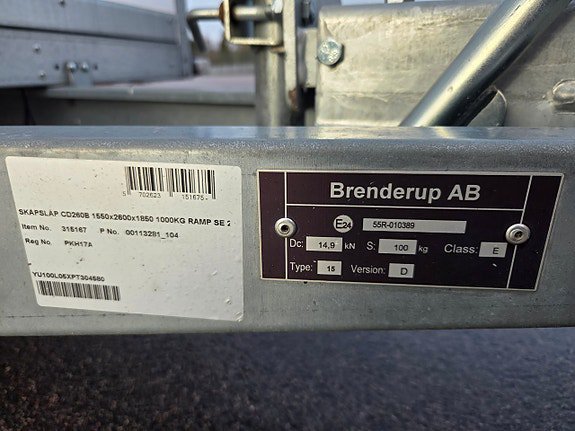 5 702623 151675
SKAPSLÄP CD260B 1550x2600x1850 1000KG RAMP SE 2
Item No. 315167 P No. 00113281_104
Reg No. PKH17A
YU100L05XPT304580
Brenderup AB
E24 55R-010389
Dc: 14,9 kN S: 100 kg Class: E
Type: 15 Version: D